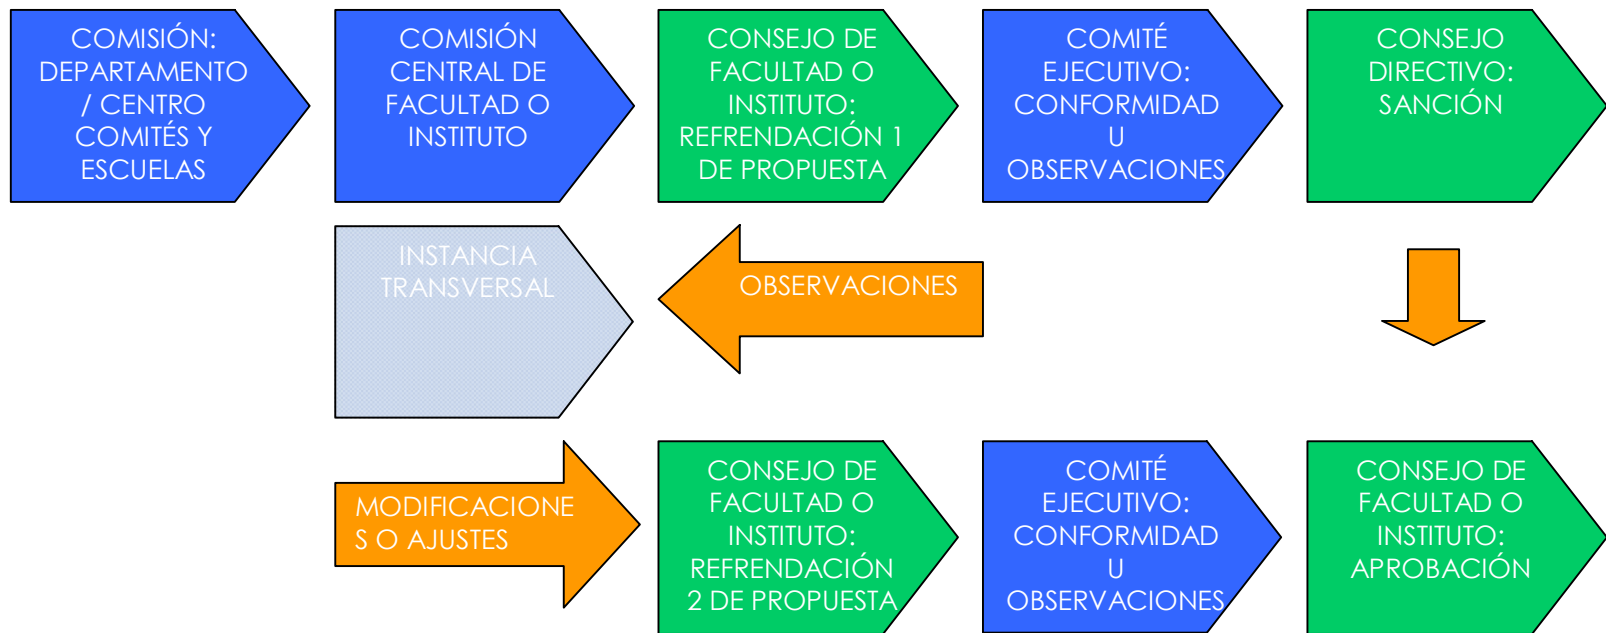 COMISIÓN:
DEPARTAMENTO
/ CENTRO
COMITÉS Y
ESCUELAS
COMISIÓN
CENTRAL DE
FACULTAD O
INSTITUTO
CONSEJO DE
FACULTAD O
INSTITUTO:
REFRENDACIÓN 1
DE PROPUESTA
COMITÉ
EJECUTIVO:
CONFORMIDAD
U
OBSERVACIONES
CONSEJO
DIRECTIVO:
SANCIÓN
INSTANCIA
TRANSVERSAL
OBSERVACIONES
MODIFICACIONE
S O AJUSTES
CONSEJO DE
FACULTAD O
INSTITUTO:
REFRENDACIÓN
2 DE PROPUESTA
COMITÉ
EJECUTIVO:
CONFORMIDAD
U
OBSERVACIONES
CONSEJO DE
FACULTAD O
INSTITUTO:
APROBACIÓN